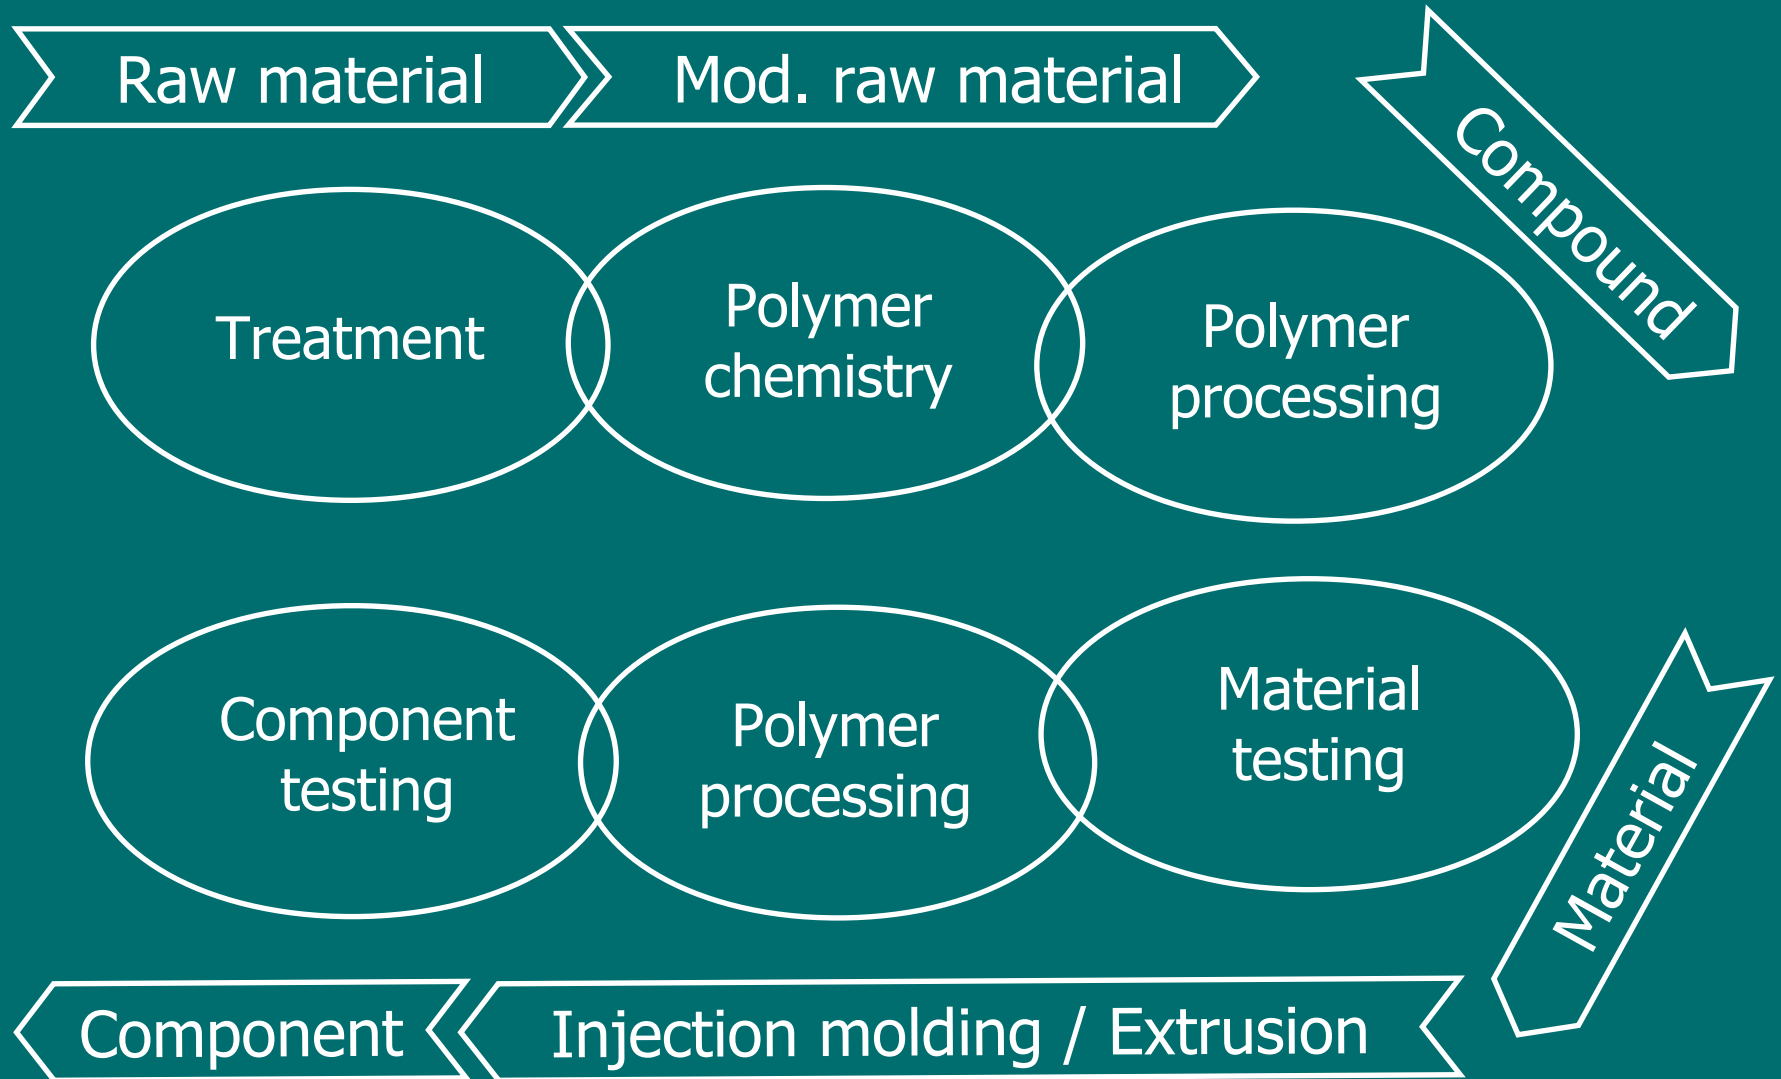 Raw material
Mod. raw material
Compound
Treatment
Polymer
chemistry
Polymer
processing
Component
testing
Polymer
processing
Material
testing
Material
Component
Injection molding / Extrusion